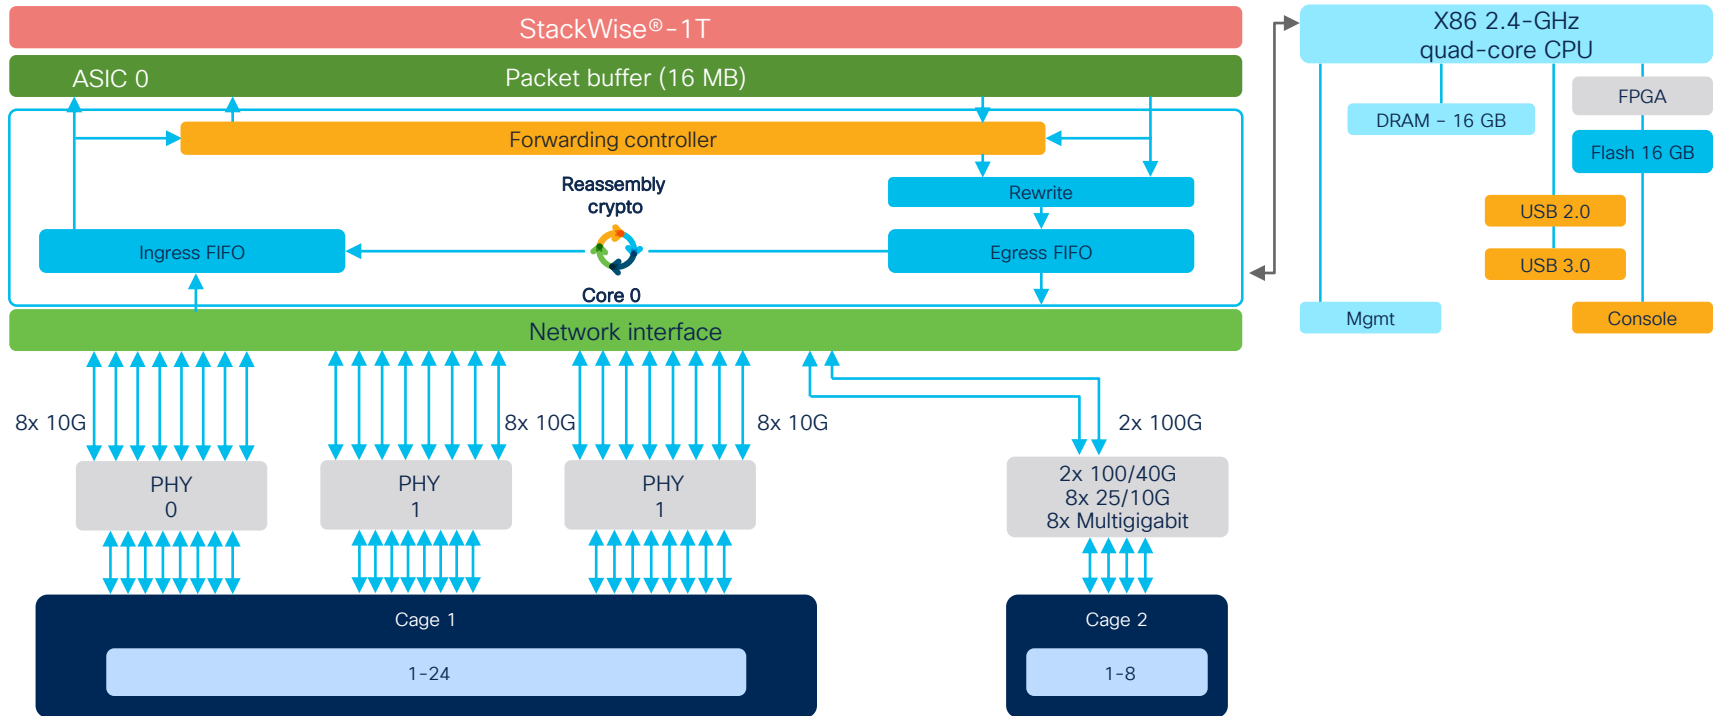 StackWise®-1T
ASIC 0
Packet buffer (16 MB)
Forwarding controller
Reassembly
crypto
Rewrite
Ingress FIFO
Egress FIFO
Core 0
Network interface
8x 10G
8x 10G
8x 10G
2x 100G
PHY
0
PHY
1
PHY
1
2x 100/40G
8x 25/10G
8x Multigigabit
Cage 1
1-24
Cage 2
1-8
X86 2.4-GHz
quad-core CPU
FPGA
DRAM - 16 GB
Flash 16 GB
USB 2.0
USB 3.0
Mgmt
Console